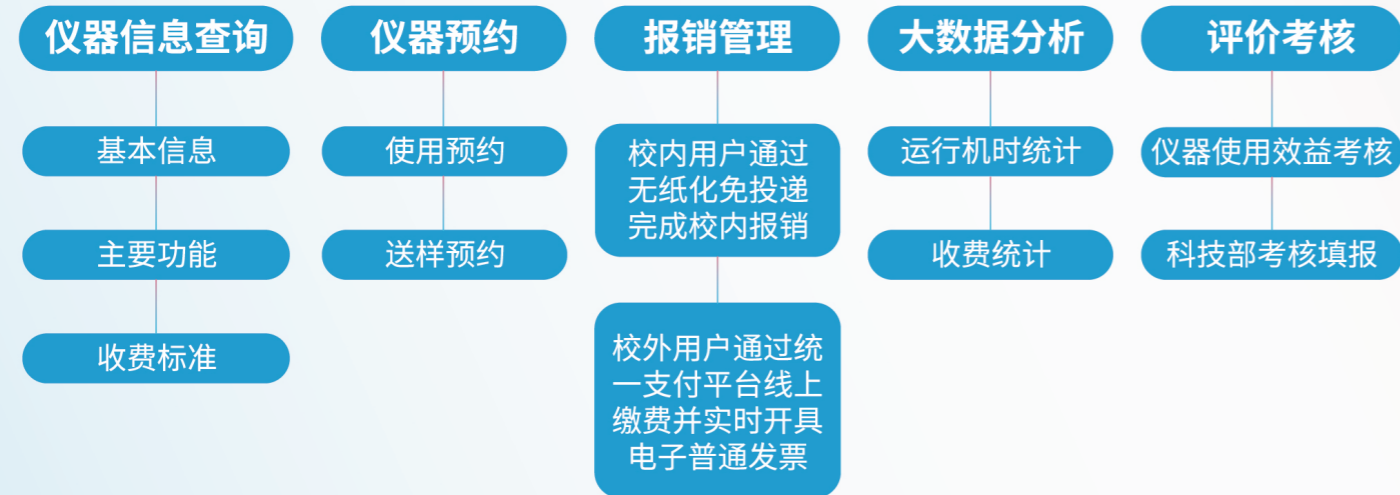 仪器信息查询
基本信息
主要功能
收费标准
仪器预约
使用预约
送样预约
报销管理
校内用户通过
无纸化免投递
完成校内报销
校外用户通过统
一支付平台线上
缴费并实时开具
电子普通发票
大数据分析
运行机时统计
收费统计
评价考核
仪器使用效益考核
科技部考核填报